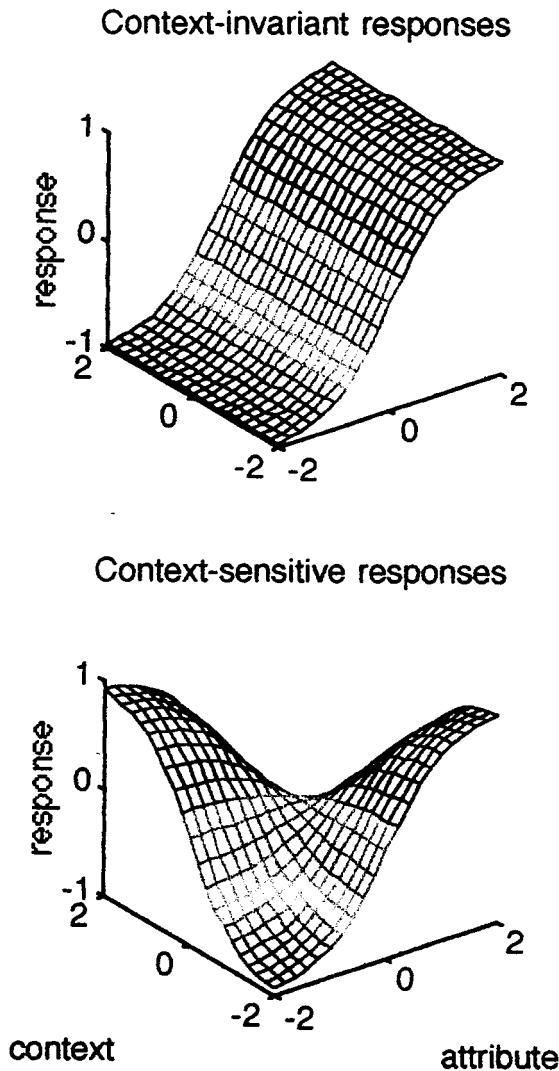 Context-invariant responses
1
0
response
-1
2
0
-2 -2
0
2
Context-sensitive responses
1
0
response
-1
2
0
-2 -2
0
2
context
attribute